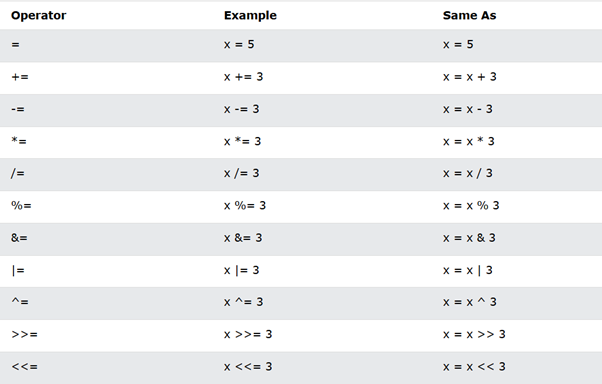 Operator Example Same As
= x = 5 x = 5
+= x += 3 x = x + 3
-= x -= 3 x = x - 3
*= x *= 3 x = x * 3
/= x /= 3 x = x / 3
%= x %= 3 x = x % 3
&= x &= 3 x = x & 3
|= x |= 3 x = x | 3
^= x ^= 3 x = x ^ 3
>>= x >>= 3 x = x >> 3
<<= x <<= 3 x = x << 3